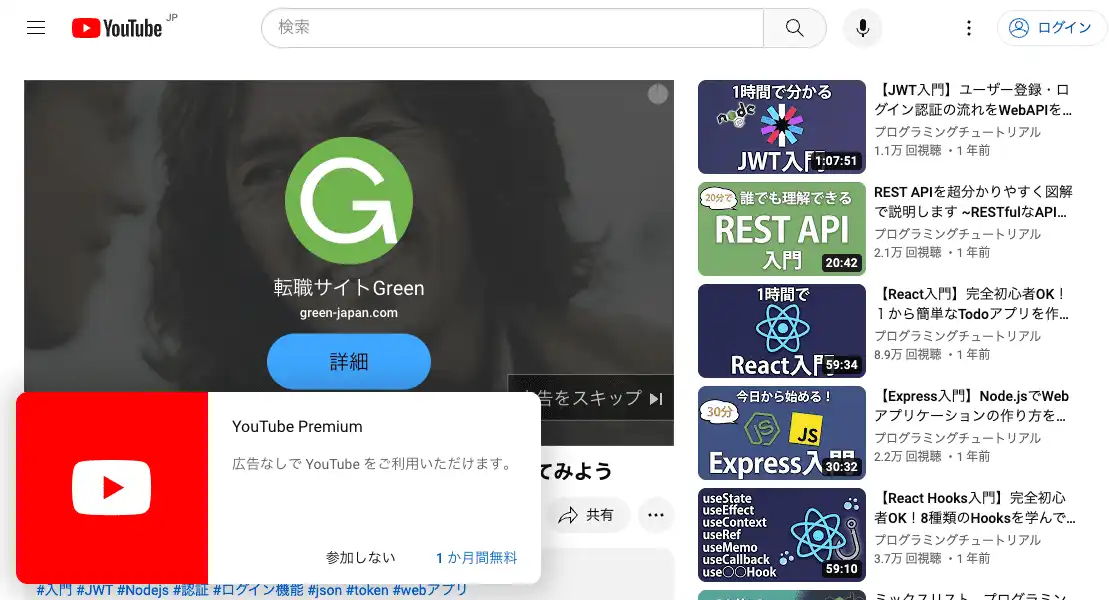 YouTube JP
検索
ログイン
転職サイトGreen
green-japan.com
詳細
告をスキップ
YouTube Premium
広告なしで YouTube をご利用いただけます。
参加しない
1 か月間無料
てみよう
共有
#入門 #JWT #Nodejs #認証 #ログイン機能 #json #token #webアプリ
1時間で分かる
node
JWT入門
1:07:51
【JWT入門】ユーザー登録・ロ
グイン認証の流れをWebAPIを…
プログラミングチュートリアル
1.1万 回視聴 ・1 年前
20分で
誰でも理解できる
REST API
入門
20:42
REST APIを超分かりやすく図解
で説明します ~RESTfulなAPI…
プログラミングチュートリアル
2.1万 回視聴 ・1 年前
1時間で
React入門
59:34
【React入門】完全初心者OK！
１から簡単なTodoアプリを作…
プログラミングチュートリアル
8.9万 回視聴 ・1 年前
今日から始める！
30分
JS
JS
Express入門
30:32
【Express入門】Node.jsでWeb
アプリケーションの作り方を…
プログラミングチュートリアル
2.2万 回視聴 ・1 年前
useState
useEffect
useContext
useRef
useMemo
useCallback
use◯◯Hook
59:10
【React Hooks入門】完全初心
者OK！8種類のHooksを学んで…
プログラミングチュートリアル
3.7万 回視聴 ・1 年前
ミックスリスト - プログラミン